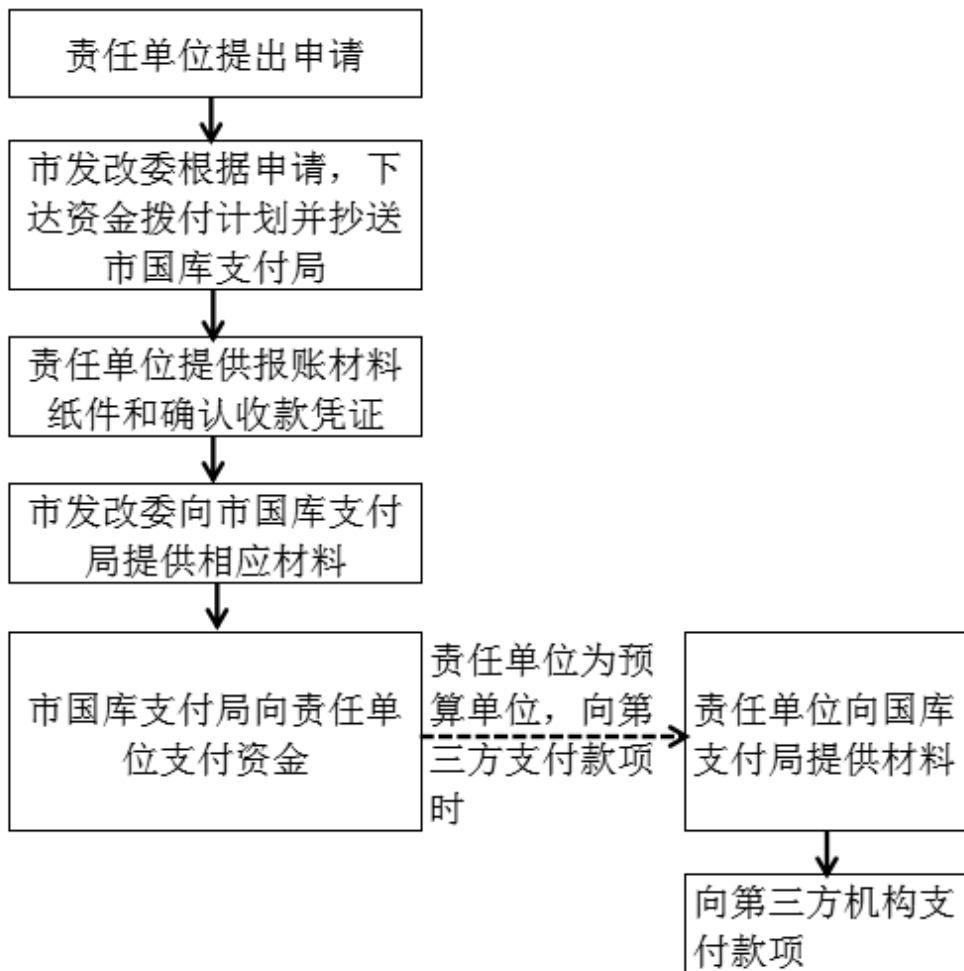 责任单位提出申请
市发改委根据申请，下
达资金拨付计划并抄送
市国库支付局
责任单位提供报账材料
纸件和确认收款凭证
市发改委向市国库支付
局提供相应材料
市国库支付局向责任单
位支付资金
责任单位为预
算单位，向第
三方支付款项
时
责任单位向国库
支付局提供材料
向第三方机构支
付款项